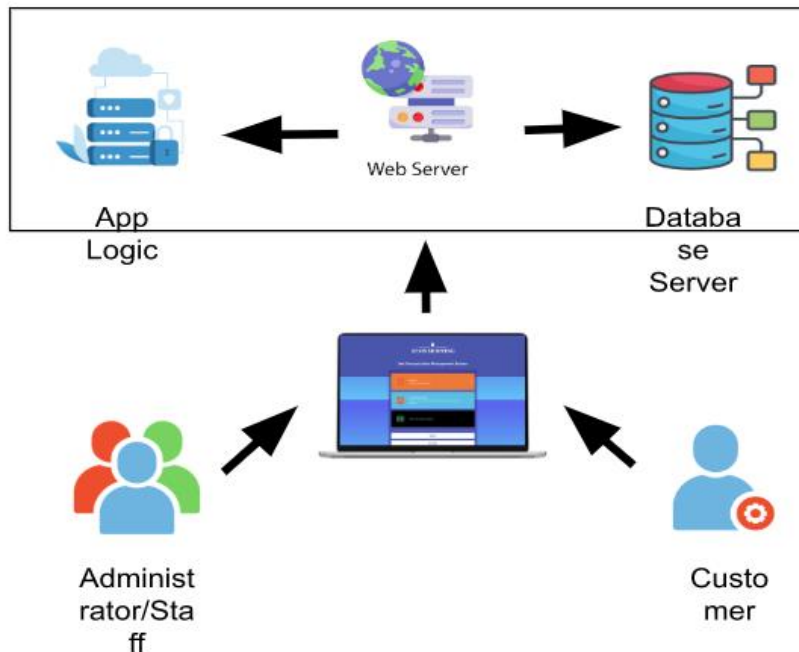 Web Server
App
Logic
Databa
se
Server
Administ
rator/Sta
ff
Custo
mer